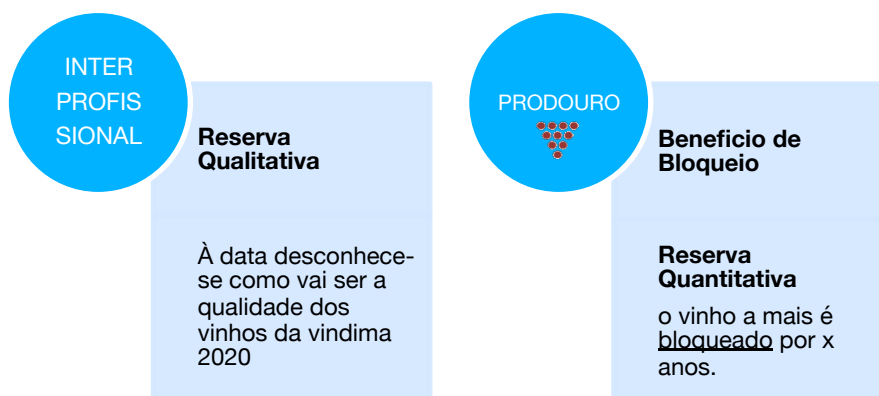 INTER
PROFIS
SIONAL
Reserva
Qualitativa
À data desconhece-
se como vai ser a
qualidade dos
vinhos da vindima
2020
PRODOURO
Beneficio de
Bloqueio
Reserva
Quantitativa
o vinho a mais é
bloqueado por x
anos.